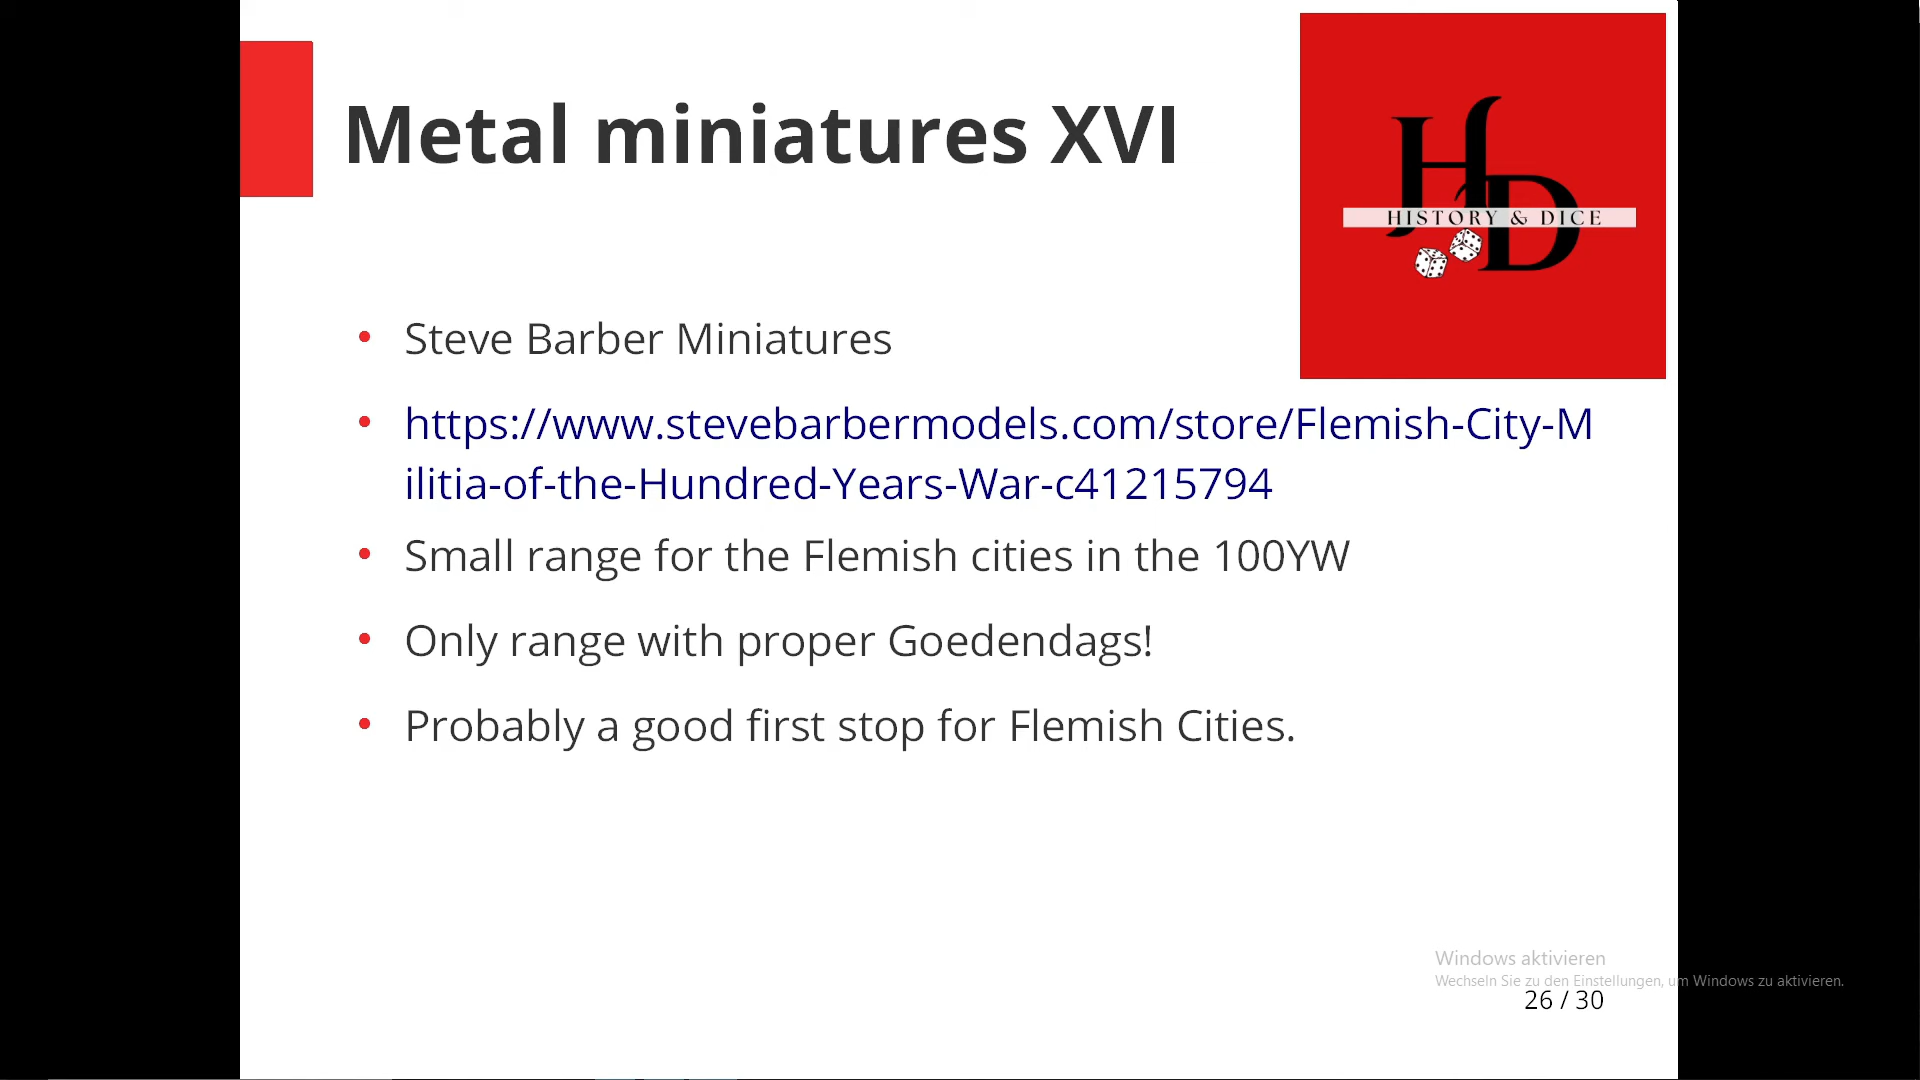 Metal miniatures XVI
HD
HISTORY & DICE
• Steve Barber Miniatures
• https://www.stevebarbermodels.com/store/Flemish-City-M
ilitia-of-the-Hundred-Years-War-c41215794
• Small range for the Flemish cities in the 100YW
• Only range with proper Goedendags!
• Probably a good first stop for Flemish Cities.
Windows aktivieren
Wechseln Sie zu den Einstellungen, um Windows zu aktivieren.
26 / 30